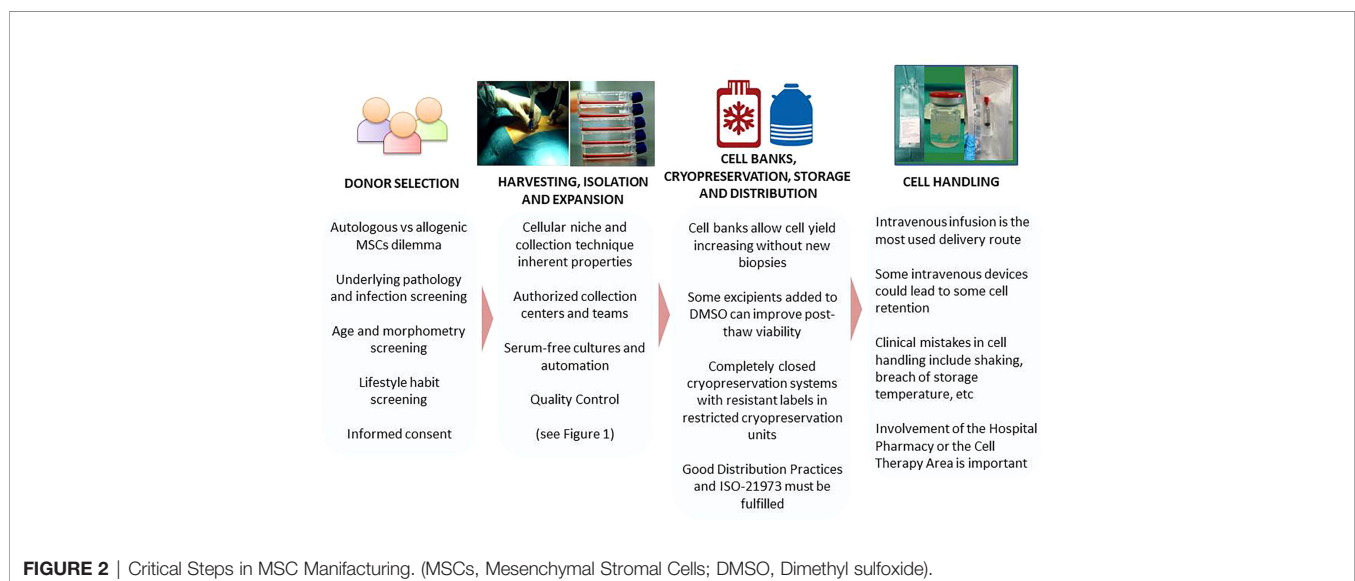 DONOR SELECTION
Autologous vs allogenic
MSCs dilemma
Underlying pathology
and infection screening
Age and morphometry
screening
Lifestyle habit
screening
Informed consent
HARVESTING, ISOLATION
AND EXPANSION
Cellular niche and
collection technique
inherent properties
Authorized collection
centers and teams
Serum-free cultures and
automation
Quality Control
(see Figure 1)
CELL BANKS,
CRYOPRESERVATION, STORAGE
AND DISTRIBUTION
Cell banks allow cell yield
increasing without new
biopsies
Some excipients added to
DMSO can improve post-
thaw viability
Completely closed
cryopreservation systems
with resistant labels in
restricted cryopreservation
units
Good Distribution Practices
and ISO-21973 must be
fulfilled
CELL HANDLING
Intravenous infusion is the
most used delivery route
Some intravenous devices
could lead to some cell
retention
Clinical mistakes in cell
handling include shaking,
breach of storage
temperature, etc
Involvement of the Hospital
Pharmacy or the Cell
Therapy Area is important
FIGURE 2 | Critical Steps in MSC Manifacturing. (MSCs, Mesenchymal Stromal Cells; DMSO, Dimethyl sulfoxide).